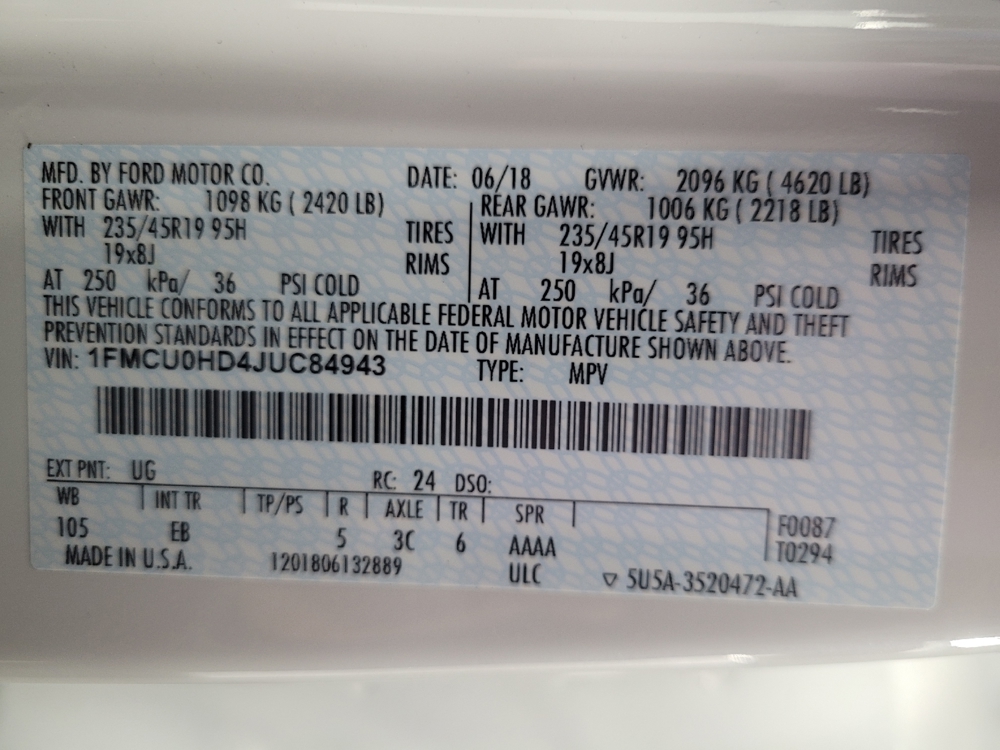 MFD. BY FORD MOTOR CO. DATE: 06/18 GVWR: 2096 KG ( 4620 LB)
FRONT GAWR: 1098 KG ( 2420 LB) REAR GAWR: 1006 KG ( 2218 LB)
WITH 235/45R19 95H TIRES WITH 235/45R19 95H TIRES
19x8J RIMS 19x8J RIMS
AT 250 kPa/ 36 PSI COLD AT 250 kPa/ 36 PSI COLD
THIS VEHICLE CONFORMS TO ALL APPLICABLE FEDERAL MOTOR VEHICLE SAFETY AND THEFT
PREVENTION STANDARDS IN EFFECT ON THE DATE OF MANUFACTURE SHOWN ABOVE.
VIN: 1FMCU0HD4JUC84943 TYPE: MPV
EXT PNT: UG RC: 24 DSO:
WB INT TR TP/PS R AXLE TR SPR F0087
105 EB 5 3C 6 AAAA T0294
MADE IN U.S.A. 1201806132889 ULC ▽ 5U5A-3520472-AA